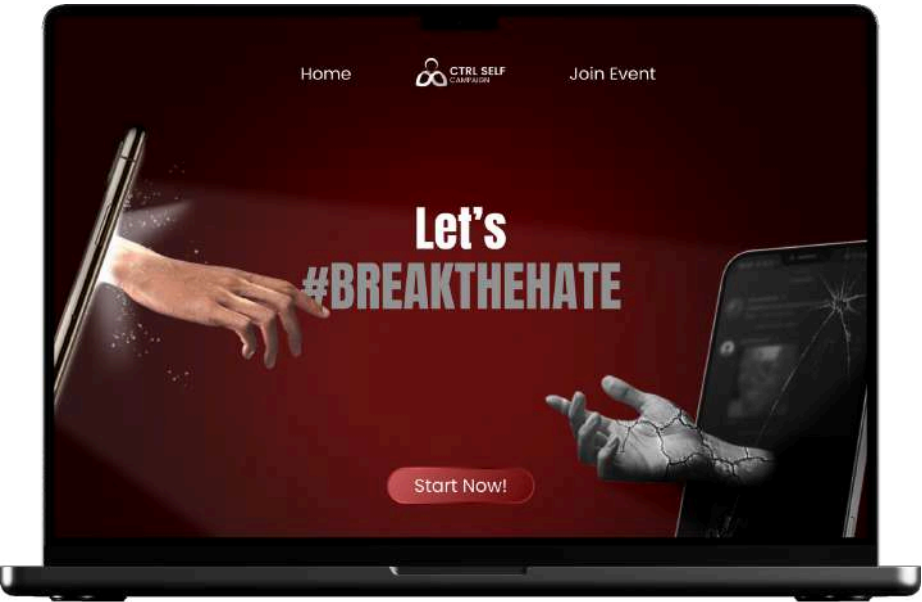 Home
CTRL SELF
CAMPAIGN
Join Event
Let's
#BREAKTHEHATE
Start Now!